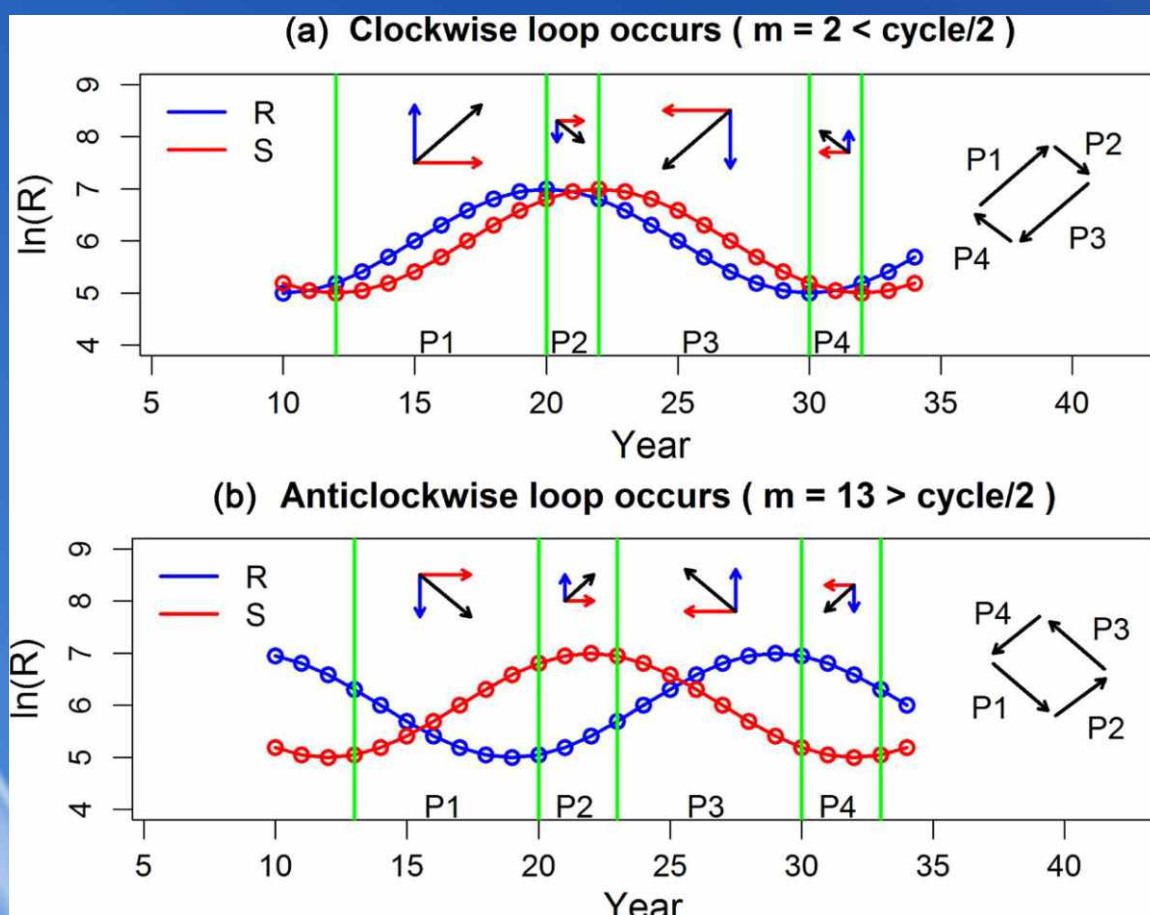 (a) Clockwise loop occurs ( m = 2 < cycle/2 )
R
S
ln(R)
9
8
7
6
5
4
P1
P2
P3
P4
P1
P2
P3
P4
5
10
15
20
25
30
35
40
Year
(b) Anticlockwise loop occurs ( m = 13 > cycle/2 )
R
S
ln(R)
9
8
7
6
5
4
P1
P2
P3
P4
P4
P3
P1
P2
5
10
15
20
25
30
35
40
Year